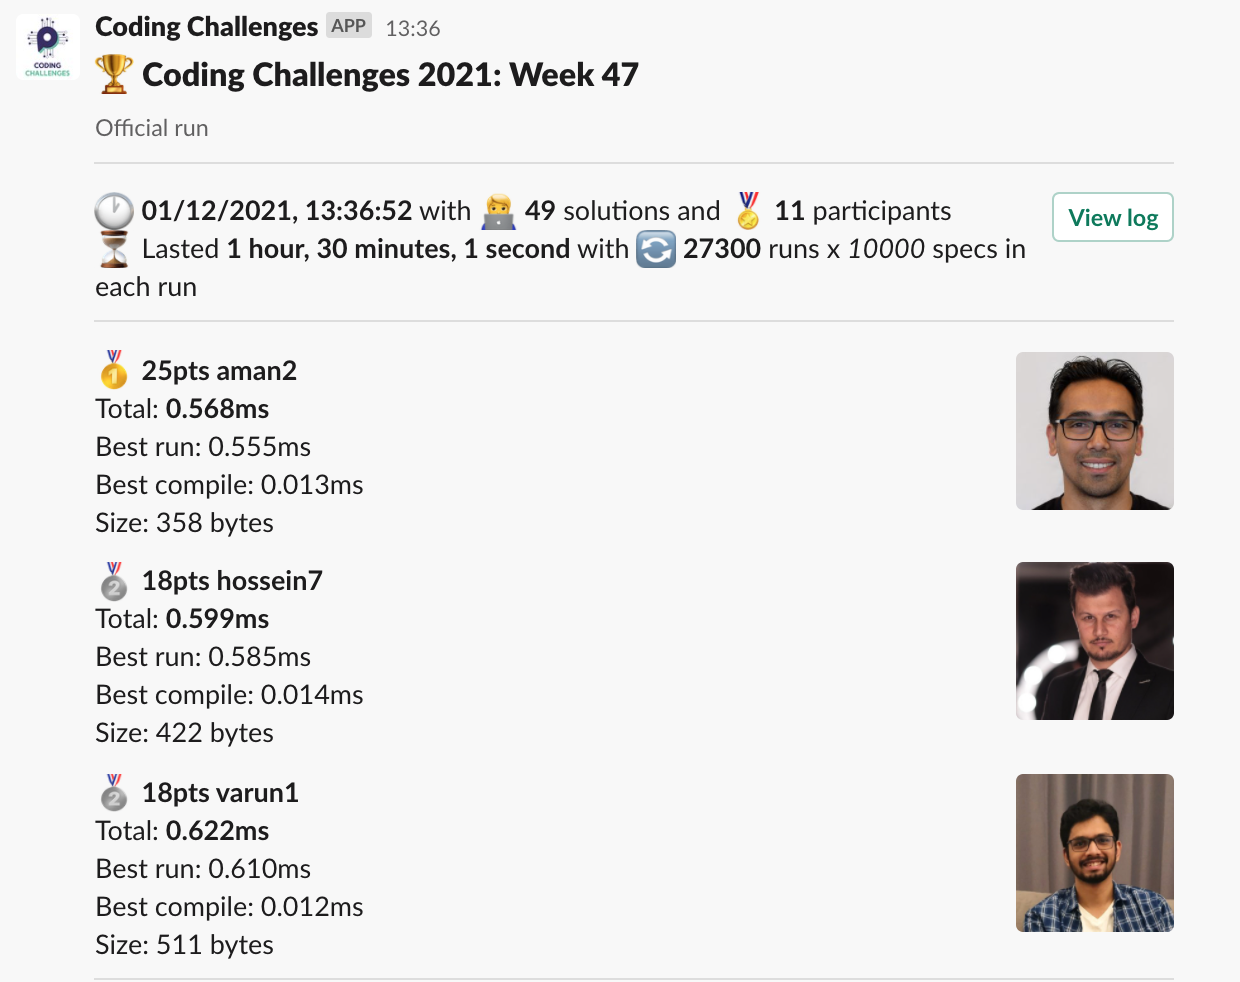 CODING
CHALLENGES
Coding Challenges APP 13:36
Coding Challenges 2021: Week 47
Official run
01/12/2021, 13:36:52 with 49 solutions and 11 participants
View log
Lasted 1 hour, 30 minutes, 1 second with 27300 runs x 10000 specs in
each run
1 25pts aman2
Total: 0.568ms
Best run: 0.555ms
Best compile: 0.013ms
Size: 358 bytes
2 18pts hossein7
Total: 0.599ms
Best run: 0.585ms
Best compile: 0.014ms
Size: 422 bytes
2 18pts varun1
Total: 0.622ms
Best run: 0.610ms
Best compile: 0.012ms
Size: 511 bytes